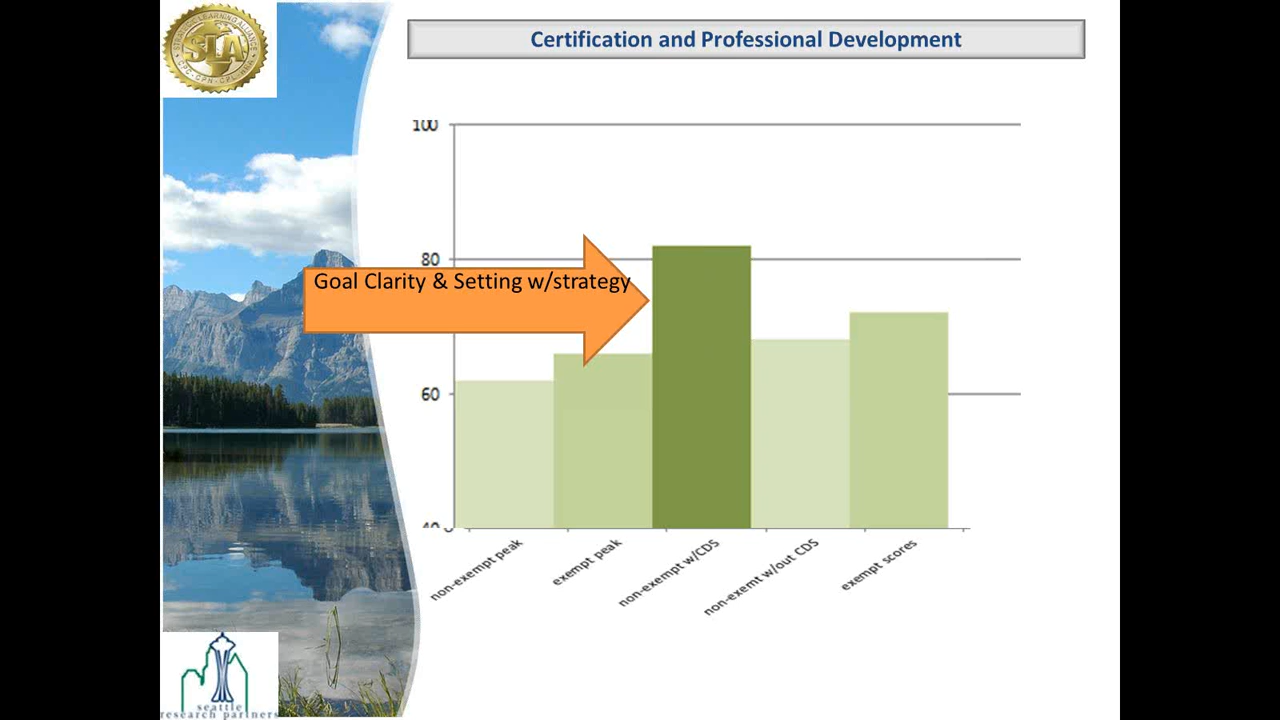 SLA
Certification and Professional Development
100
80
Goal Clarity & Setting w/strategy
60
non-exempt peak
exempt peak
non-exempt w/CDS
non-exemt w/out CDS
exempt scores
seattle
research partners